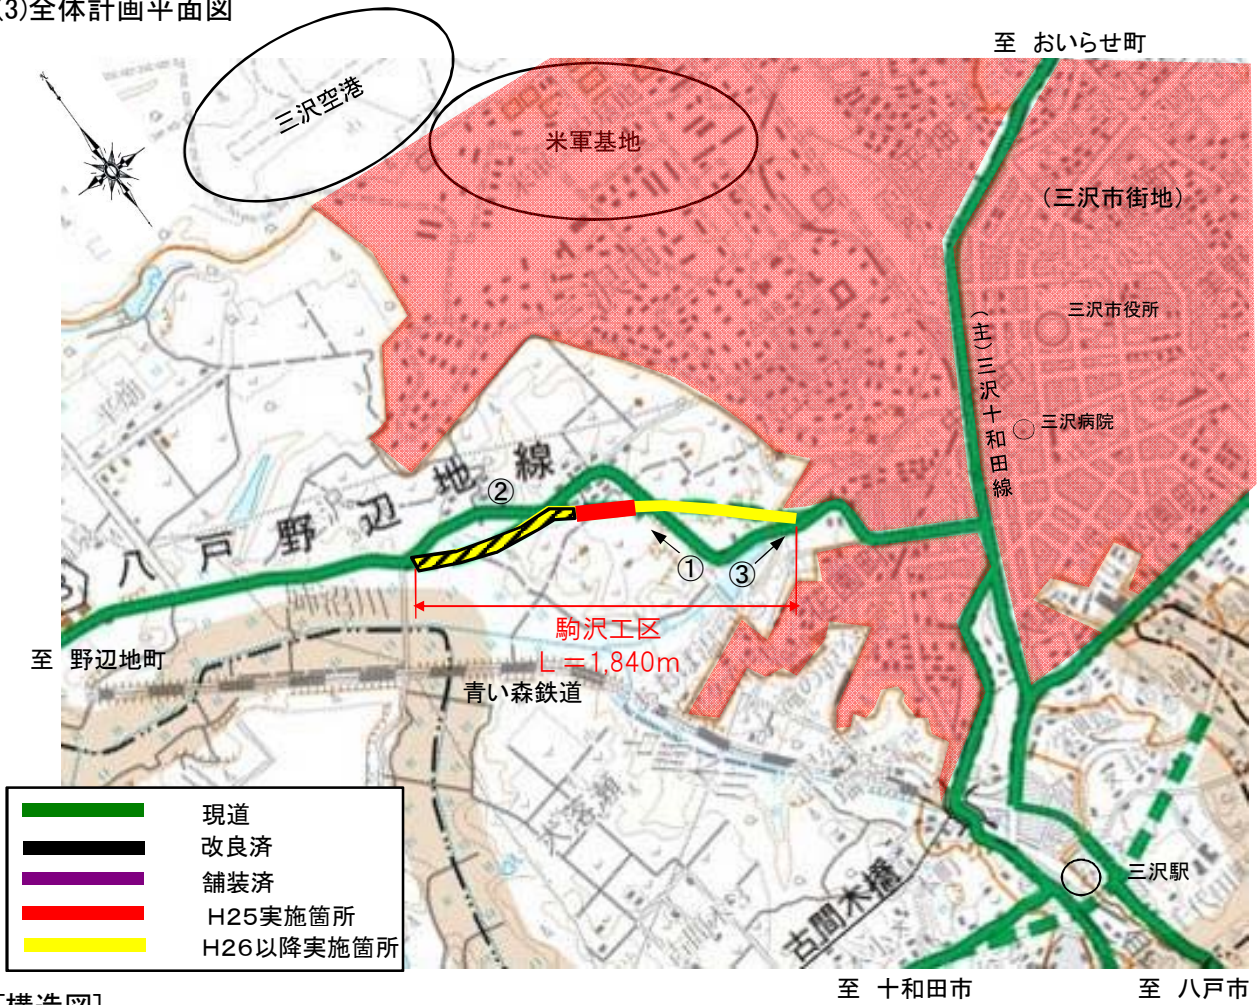 (3)全体計画平面図
至 おいらせ町
三沢空港
米軍基地
(三沢市街地)
三沢市役所
(主)三沢十和田線
三沢病院
八戸野辺地線
②
①
③
駒沢工区
L=1,840m
至 野辺地町
青い森鉄道
現道
改良済
舗装済
H25実施箇所
H26以降実施箇所
古間木橋
三沢駅
至 十和田市
至 八戸市
[構造図]